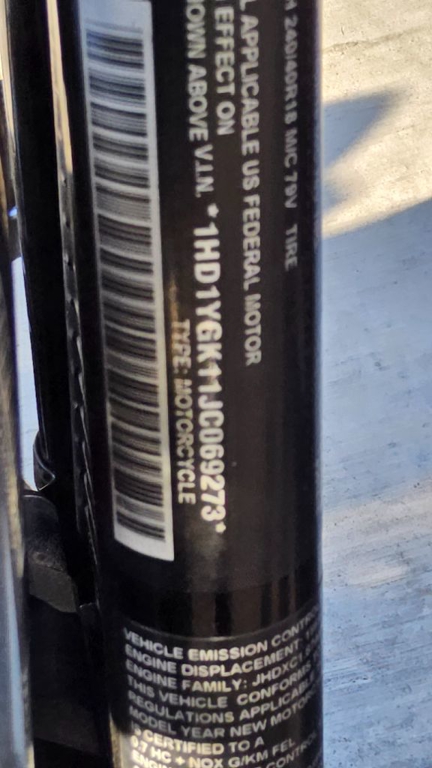 M 240/40R18 M/C 79V TIRE
L APPLICABLE US FEDERAL MOTOR
EFFECT ON
OWN ABOVE V.I.N. *1HD1YGK11JC069273*
TYPE: MOTORCYCLE
VEHICLE EMISSION CONTRO
ENGINE DISPLACEMENT:
ENGINE FAMILY: JHDXC
THIS VEHICLE CONFORMS
REGULATIONS APPLICABLE
MODEL YEAR NEW MOTOR
CERTIFIED TO A
0.7 HC + NOX G/KM FEL
CONTROL